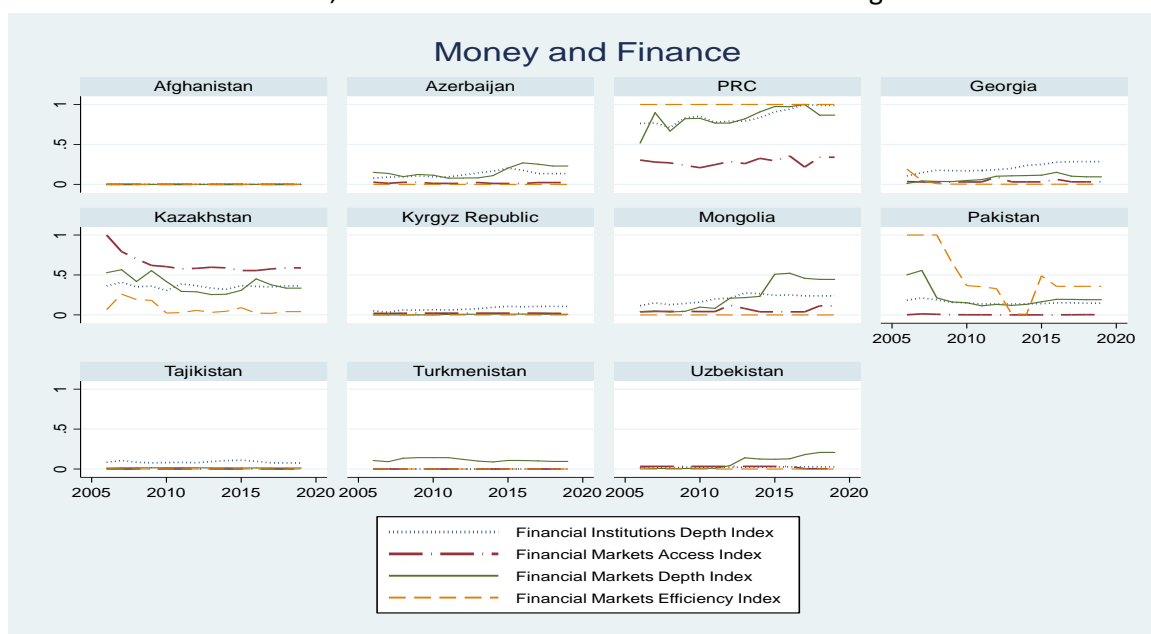 Money and Finance
Afghanistan Azerbaijan PRC Georgia
1
.5
0
Kazakhstan Kyrgyz Republic Mongolia Pakistan
1
.5
0
2005 2010 2015 2020
Tajikistan Turkmenistan Uzbekistan
1
.5
0
2005 2010 2015 2020 2005 2010 2015 2020 2005 2010 2015 2020
Financial Institutions Depth Index
Financial Markets Access Index
Financial Markets Depth Index
Financial Markets Efficiency Index